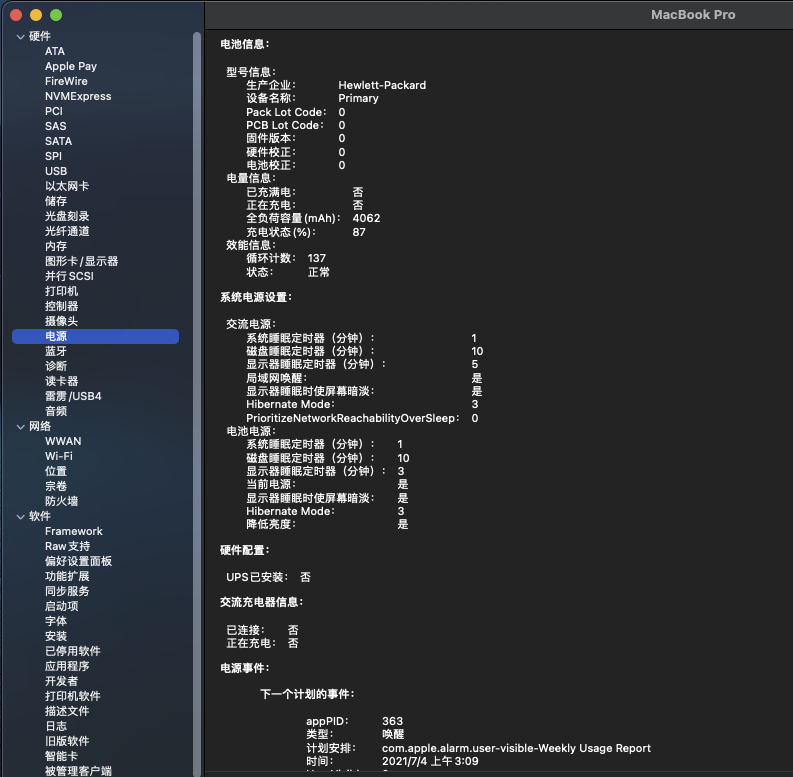 MacBook Pro
硬件
ATA
Apple Pay
FireWire
NVMExpress
PCI
SAS
SATA
SPI
USB
以太网卡
储存
光盘刻录
光纤通道
内存
图形卡/显示器
并行SCSI
打印机
控制器
摄像头
电源
蓝牙
诊断
读卡器
雷雳/USB4
音频
网络
WWAN
Wi-Fi
位置
宗卷
防火墙
软件
Framework
Raw支持
偏好设置面板
功能扩展
同步服务
启动项
字体
安装
已停用软件
应用程序
开发者
打印机软件
描述文件
日志
旧版软件
智能卡
被管理客户端
电池信息：
型号信息：
生产企业： Hewlett-Packard
设备名称： Primary
Pack Lot Code： 0
PCB Lot Code： 0
固件版本： 0
硬件校正： 0
电池校正： 0
电量信息：
已充满电： 否
正在充电： 否
全负荷容量(mAh)： 4062
充电状态(%)： 87
效能信息：
循环计数： 137
状态： 正常
系统电源设置：
交流电源：
系统睡眠定时器（分钟）： 1
磁盘睡眠定时器（分钟）： 10
显示器睡眠定时器（分钟）： 5
局域网唤醒： 是
显示器睡眠时使屏幕暗淡： 是
Hibernate Mode： 3
PrioritizeNetworkReachabilityOverSleep： 0
电池电源：
系统睡眠定时器（分钟）： 1
磁盘睡眠定时器（分钟）： 10
显示器睡眠定时器（分钟）： 3
当前电源： 是
显示器睡眠时使屏幕暗淡： 是
Hibernate Mode： 3
降低亮度： 是
硬件配置：
UPS已安装： 否
交流充电器信息：
已连接： 否
正在充电： 否
电源事件：
下一个计划的事件：
appPID： 363
类型： 唤醒
计划安排： com.apple.alarm.user-visible-Weekly Usage Report
时间： 2021/7/4 上午3:09